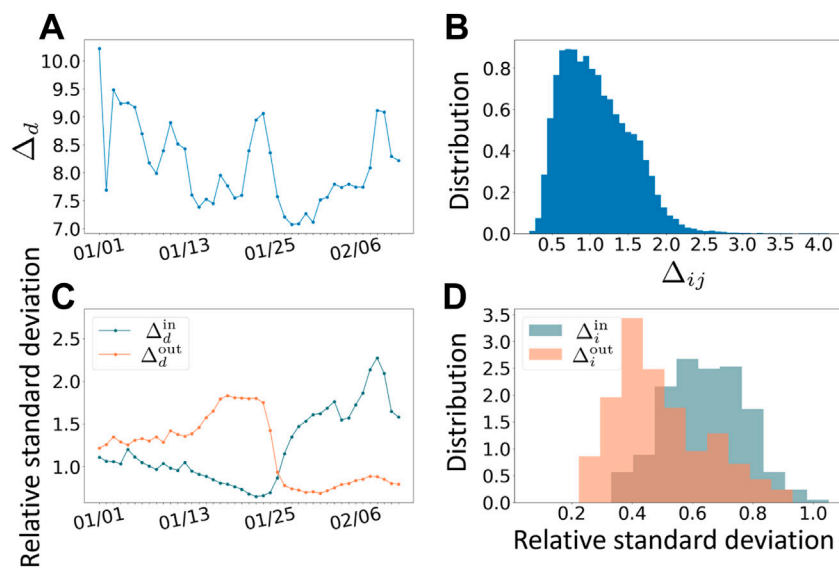 A
10.0
9.5
9.0
8.5
8.0
7.5
7.0
Δ_d
01/01 01/13 01/25 02/06
B
Distribution
0.8
0.6
0.4
0.2
0.0
0.5 1.0 1.5 2.0 2.5 3.0 3.5 4.0
Δ_ij
C
Relative standard deviation
2.5
2.0
1.5
1.0
Δ_d^in
Δ_d^out
01/01 01/13 01/25 02/06
D
Distribution
3.5
3.0
2.5
2.0
1.5
1.0
0.5
0.0
Δ_i^in
Δ_i^out
0.2 0.4 0.6 0.8 1.0
Relative standard deviation